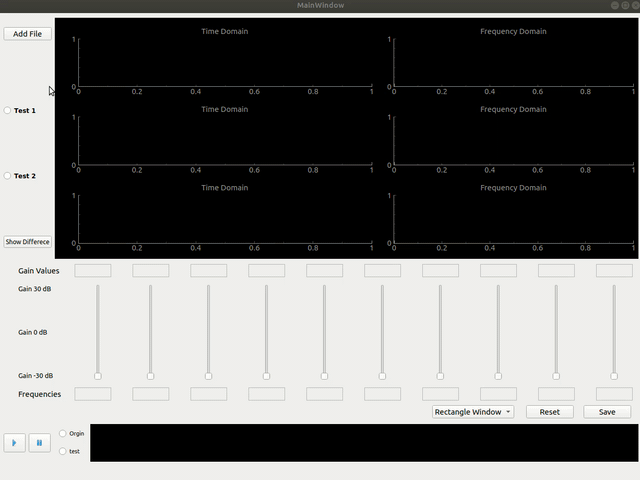 MainWindow
Add File
Time Domain
Frequency Domain
1
1
0
0
0 0.2 0.4 0.6 0.8 1
0 0.2 0.4 0.6 0.8 1
Test 1
Time Domain
Frequency Domain
1
1
0
0
0 0.2 0.4 0.6 0.8 1
0 0.2 0.4 0.6 0.8 1
Test 2
Time Domain
Frequency Domain
1
1
0
0
0 0.2 0.4 0.6 0.8 1
0 0.2 0.4 0.6 0.8 1
Show Differece
Gain Values
Gain 30 dB
Gain 0 dB
Gain -30 dB
Frequencies
Rectangle Window
Reset
Save
Orgin
test